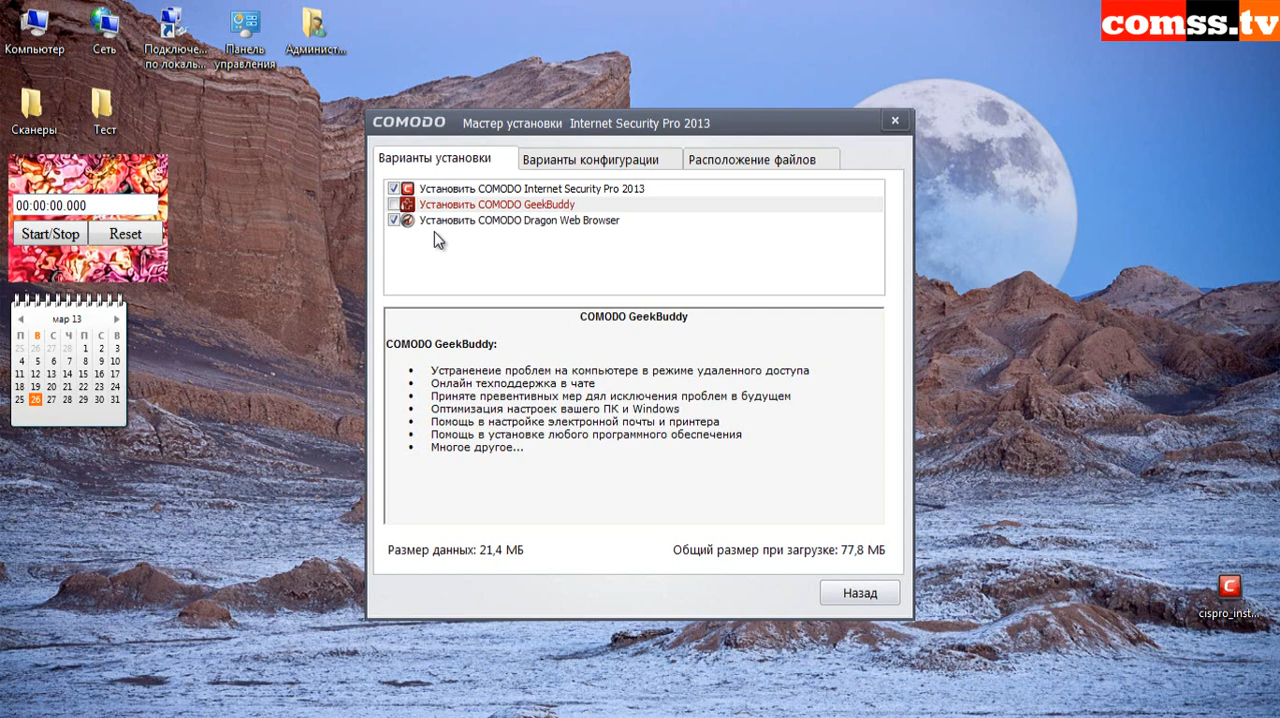 comss.tv
Компьютер
Сеть
Подключе...
по локаль...
Панель
управления
Админист...
Сканеры
Тест
00:00:00.000
Start/Stop
Reset
мар 13
П В С Ч П С В
25 26 27 28 1 2 3
4 5 6 7 8 9 10
11 12 13 14 15 16 17
18 19 20 21 22 23 24
25 26 27 28 29 30 31
COMODO Мастер установки Internet Security Pro 2013
Варианты установки
Варианты конфигурации
Расположение файлов
Установить COMODO Internet Security Pro 2013
Установить COMODO GeekBuddy
Установить COMODO Dragon Web Browser
COMODO GeekBuddy
COMODO GeekBuddy:
• Устраненеие проблем на компьютере в режиме удаленного доступа
• Онлайн техподдержка в чате
• Приняте превентивных мер дял исключения проблем в будущем
• Оптимизация настроек вашего ПК и Windows
• Помощь в настройке электронной почты и принтера
• Помощь в установке любого программного обеспечения
• Многое другое...
Размер данных: 21,4 МБ
Общий размер при загрузке: 77,8 МБ
Назад
cispro_inst...